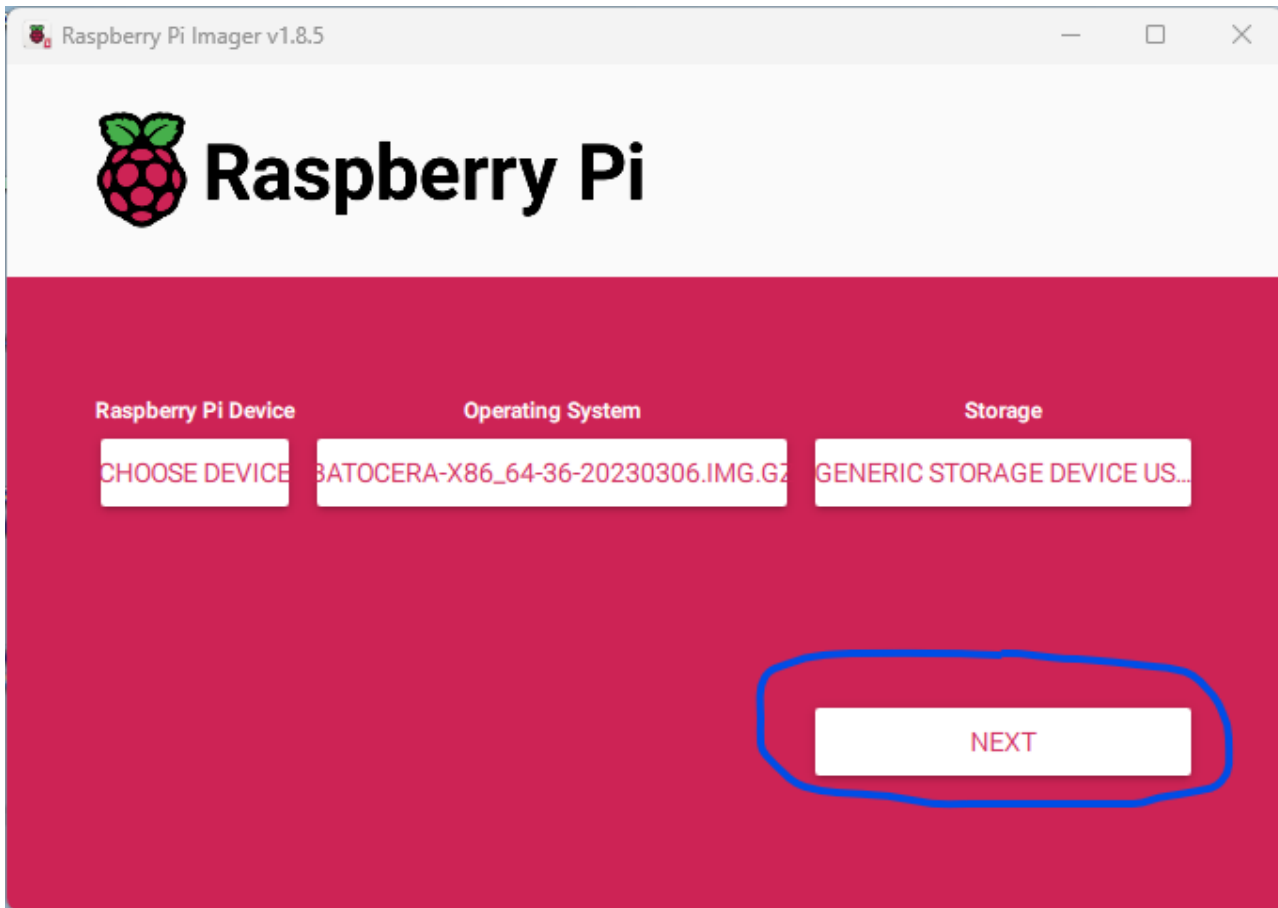 Raspberry Pi Imager v1.8.5
Raspberry Pi
Raspberry Pi Device
Operating System
Storage
CHOOSE DEVICE
BATOCERA-X86_64-36-20230306.IMG.GZ
GENERIC STORAGE DEVICE US...
NEXT